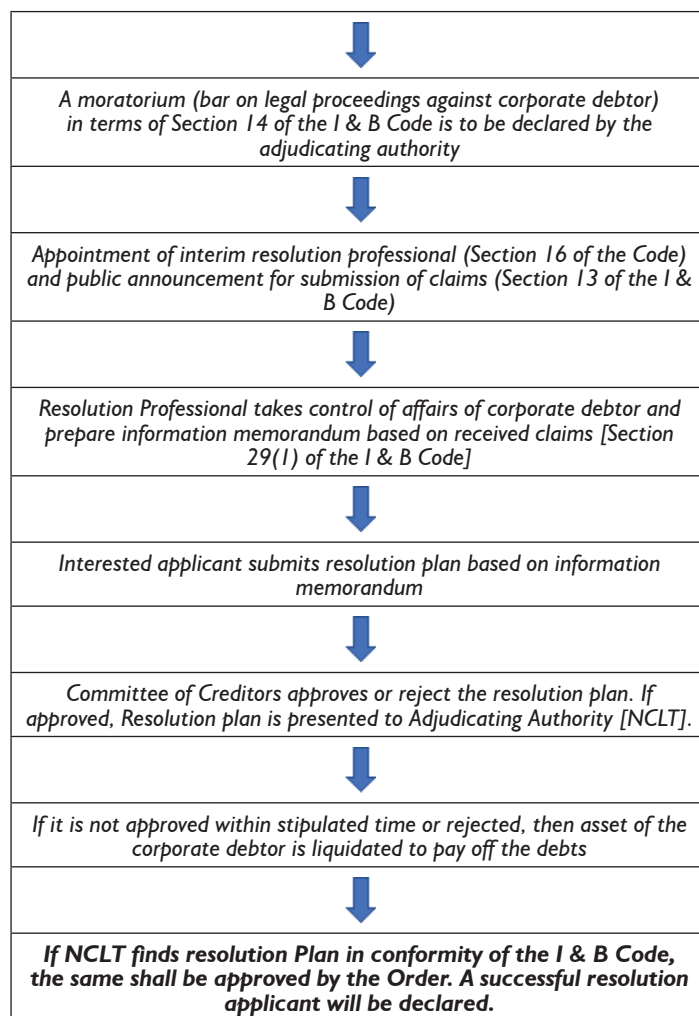 A moratorium (bar on legal proceedings against corporate debtor)
in terms of Section 14 of the I & B Code is to be declared by the
adjudicating authority
Appointment of interim resolution professional (Section 16 of the Code)
and public announcement for submission of claims (Section 13 of the I &
B Code)
Resolution Professional takes control of affairs of corporate debtor and
prepare information memorandum based on received claims [Section
29(1) of the I & B Code]
Interested applicant submits resolution plan based on information
memorandum
Committee of Creditors approves or reject the resolution plan. If
approved, Resolution plan is presented to Adjudicating Authority [NCLT].
If it is not approved within stipulated time or rejected, then asset of the
corporate debtor is liquidated to pay off the debts
If NCLT finds resolution Plan in conformity of the I & B Code,
the same shall be approved by the Order. A successful resolution
applicant will be declared.